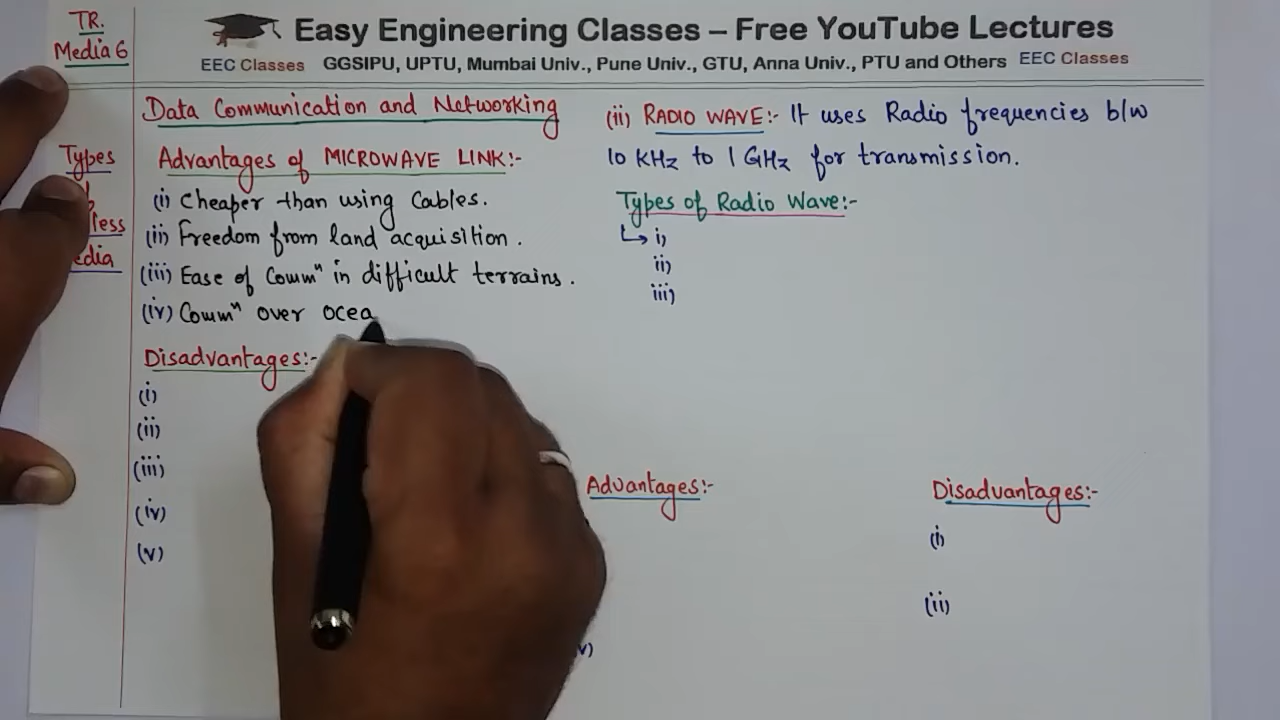 TR.
Media 6
Easy Engineering Classes – Free YouTube Lectures
EEC Classes GGSIPU, UPTU, Mumbai Univ., Pune Univ., GTU, Anna Univ., PTU and Others EEC Classes
Types
less
edia
Data Communication and Networking
Advantages of MICROWAVE LINK:-
(i) Cheaper than using Cables.
(ii) Freedom from land acquisition.
(iii) Ease of Commⁿ in difficult terrains.
(iv) Commⁿ over ocea
Disadvantages:-
(i)
(ii)
(iii)
(iv)
(v)
(ii) RADIO WAVE:- It uses Radio frequencies b/w
10 KHz to 1 GHz for transmission.
Types of Radio Wave:-
↳ i)
ii)
iii)
Advantages:-
v)
Disadvantages:-
(i)
(ii)